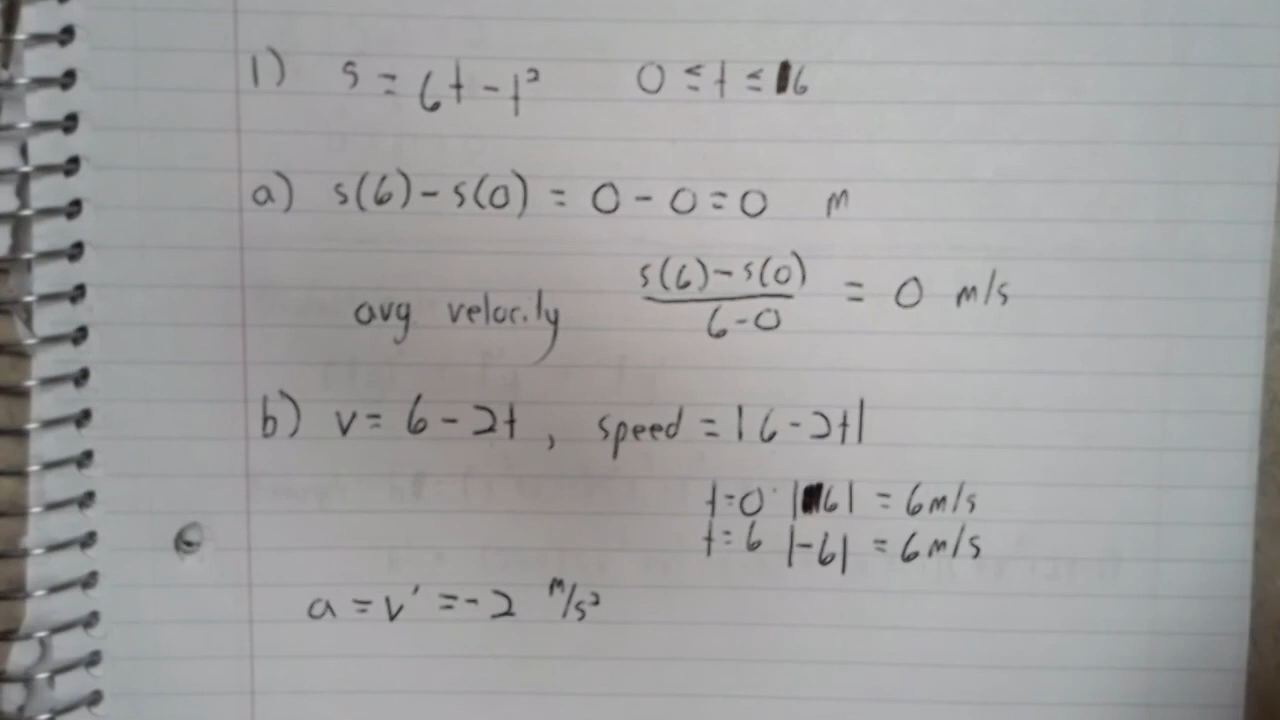 1) s = 6t - t² 0 ≤ t ≤ 6
a) s(6) - s(0) = 0 - 0 = 0 m
avg velocity s(6) - s(0) / 6 - 0 = 0 m/s
b) v = 6 - 2t , speed = |6 - 2t|
t=0 |6| = 6 m/s
t=6 |-6| = 6 m/s
a = v' = -2 m/s²